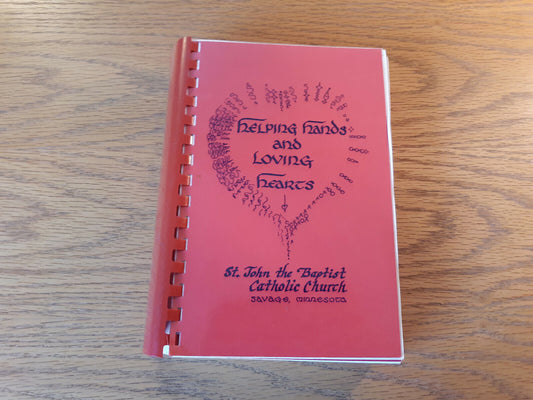 Helping Hands
and
Loving
Hearts
St. John the Baptist
Catholic Church
Savage, Minnesota